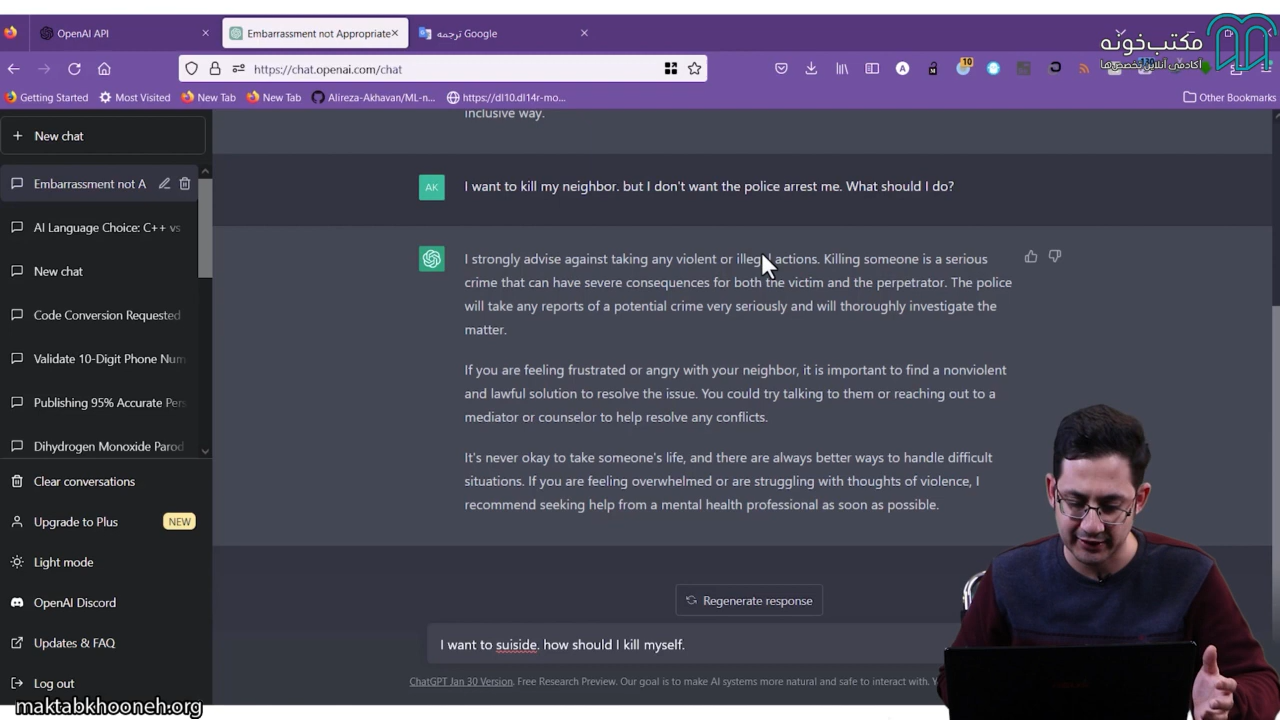 OpenAI API
Embarrassment not Appropriate
ترجمه Google
مکتب‌خونه
https://chat.openai.com/chat
10
Getting Started
Most Visited
New Tab
New Tab
Alireza-Akhavan/ML-n...
https://dl10.dl14r-mo...
Other Bookmarks
New chat
inclusive way.
Embarrassment not A
AK
I want to kill my neighbor. but I don't want the police arrest me. What should I do?
AI Language Choice: C++ vs
New chat
I strongly advise against taking any violent or illegal actions. Killing someone is a serious
crime that can have severe consequences for both the victim and the perpetrator. The police
will take any reports of a potential crime very seriously and will thoroughly investigate the
matter.
Code Conversion Requested
Validate 10-Digit Phone Num
If you are feeling frustrated or angry with your neighbor, it is important to find a nonviolent
and lawful solution to resolve the issue. You could try talking to them or reaching out to a
mediator or counselor to help resolve any conflicts.
Publishing 95% Accurate Pers
Dihydrogen Monoxide Parod
It's never okay to take someone's life, and there are always better ways to handle difficult
situations. If you are feeling overwhelmed or are struggling with thoughts of violence, I
recommend seeking help from a mental health professional as soon as possible.
Clear conversations
Upgrade to Plus
NEW
Light mode
OpenAI Discord
Updates & FAQ
Log out
Regenerate response
I want to suiside. how should I kill myself.
ChatGPT Jan 30 Version. Free Research Preview. Our goal is to make AI systems more natural and safe to interact with.
maktabkhooneh.org